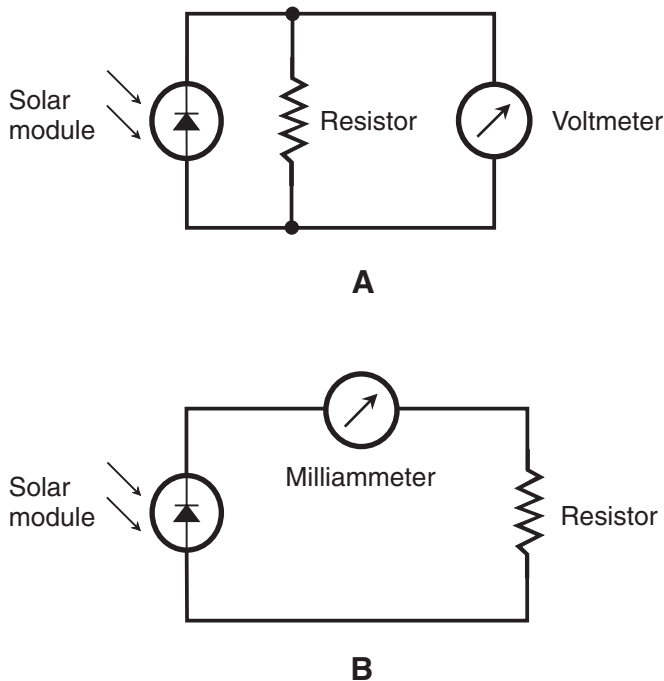 Solar
module
Resistor
Voltmeter
A
Milliammeter
Solar
module
Resistor
B